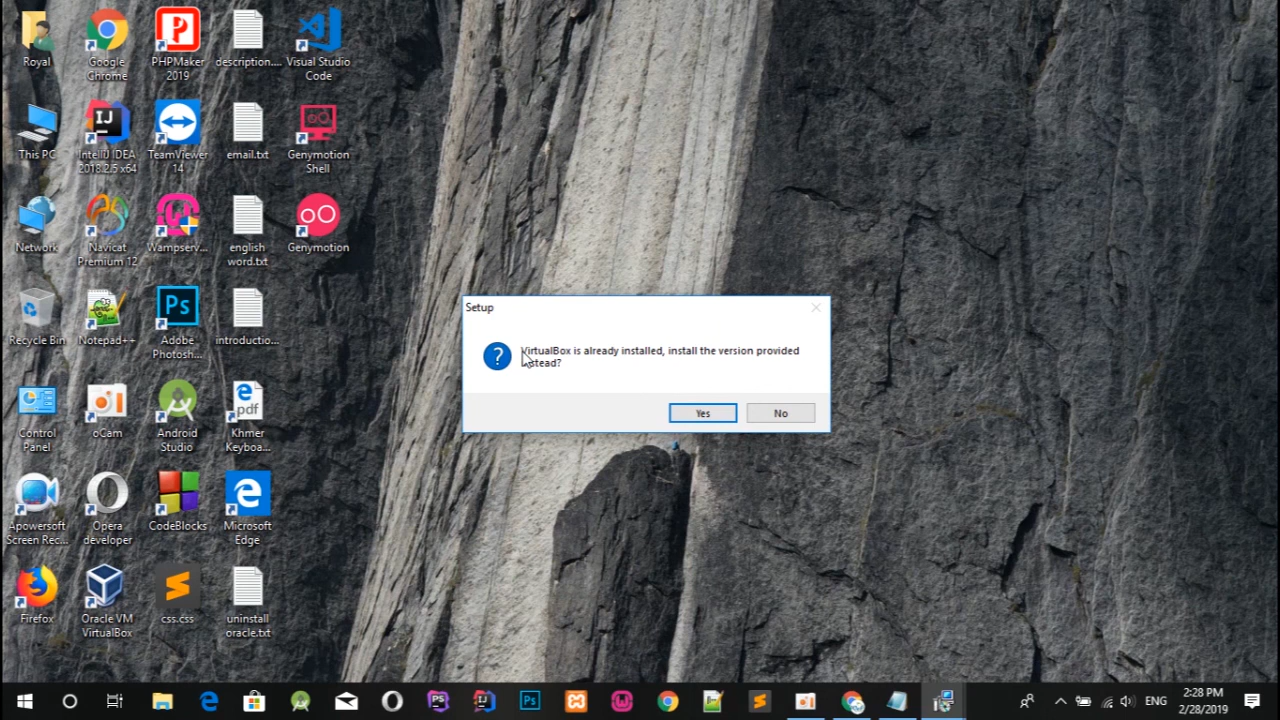 Royal
Google
Chrome
PHPMaker
2019
description....
Visual Studio
Code
This PC
IntelliJ IDEA
2018.2.5 x64
TeamViewer
14
email.txt
Genymotion
Shell
Network
Navicat
Premium 12
Wampserv...
english
word.txt
Genymotion
Recycle Bin
Notepad++
Adobe
Photosh...
introductio...
Control
Panel
oCam
Android
Studio
Khmer
Keyboa...
Apowersoft
Screen Rec...
Opera
developer
CodeBlocks
Microsoft
Edge
Firefox
Oracle VM
VirtualBox
css.css
uninstall
oracle.txt
Setup
VirtualBox is already installed, install the version provided
instead?
Yes
No
ENG
2:28 PM
2/28/2019